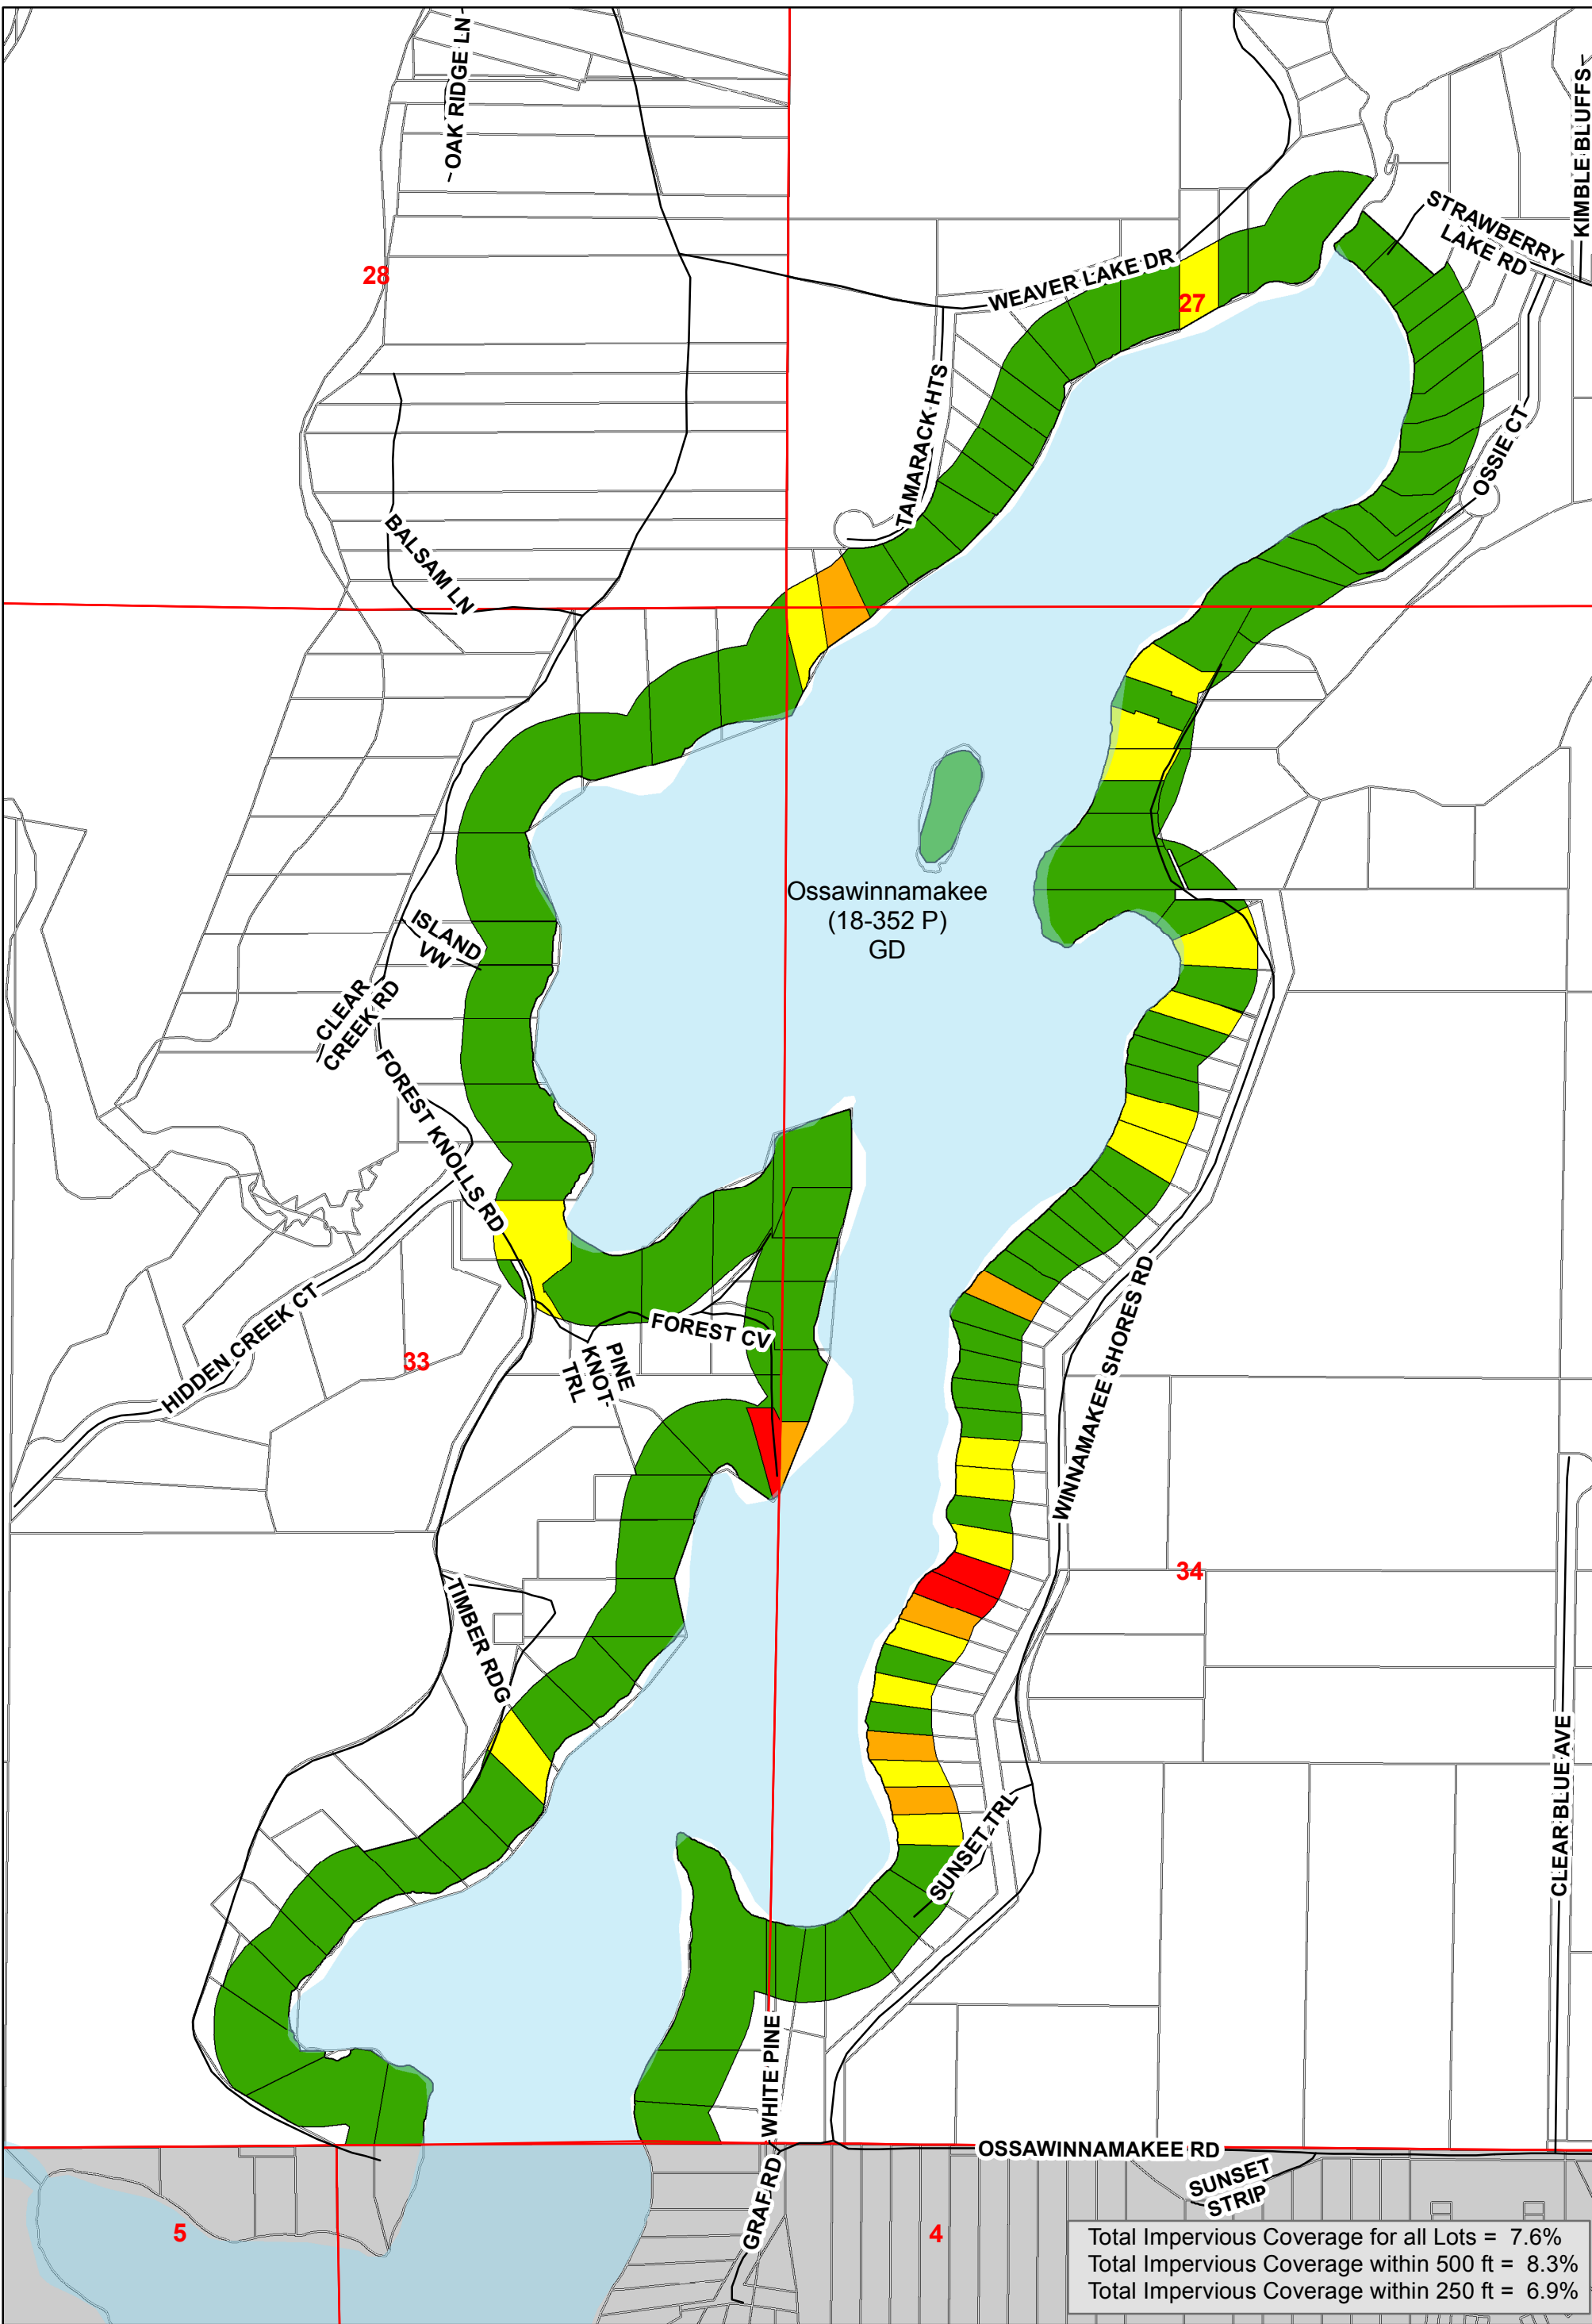 OAK RIDGE LN
KIMBLE BLUFFS
STRAWBERRY
LAKE RD
28
WEAVER LAKE DR
27
TAMARACK HTS
OSSIE CT
BALSAM LN
Ossawinnamakee
(18-352 P)
GD
ISLAND
VW
CLEAR
CREEK RD
FOREST KNOLLS RD
HIDDEN CREEK CT
FOREST CV
PINE
KNOT
TRL
33
WINNAMAKEE SHORES RD
34
TIMBER RDG
CLEAR BLUE AVE
SUNSET TRL
WHITE PINE
OSSAWINNAMAKEE RD
GRAF RD
SUNSET
STRIP
5
4
Total Impervious Coverage for all Lots = 7.6%
Total Impervious Coverage within 500 ft = 8.3%
Total Impervious Coverage within 250 ft = 6.9%